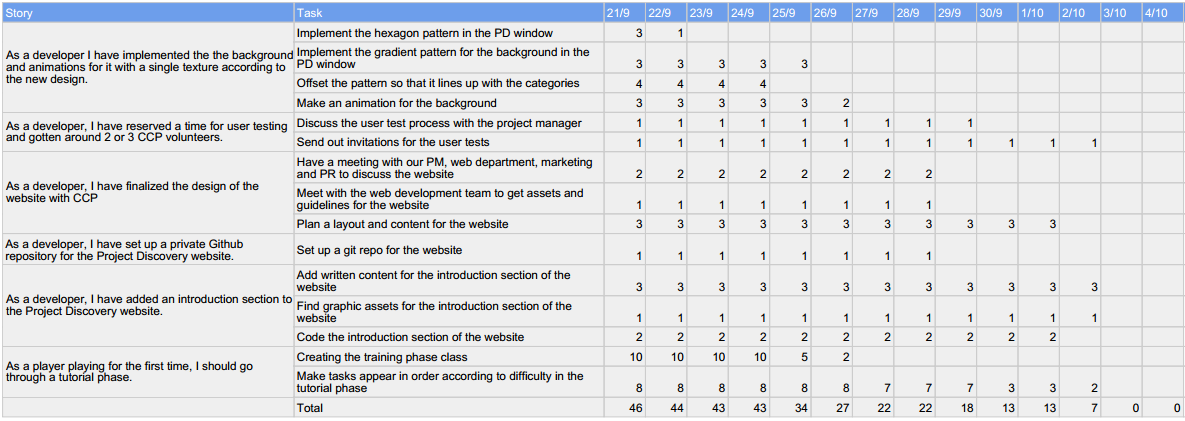 Story Task 21/9 22/9 23/9 24/9 25/9 26/9 27/9 28/9 29/9 30/9 1/10 2/10 3/10 4/10
As a developer I have implemented the the background
and animations for it with a single texture according to
the new design.
Implement the hexagon pattern in the PD window 3 1
Implement the gradient pattern for the background in the
PD window 3 3 3 3 3
Offset the pattern so that it lines up with the categories 4 4 4 4
Make an animation for the background 3 3 3 3 3 2
As a developer, I have reserved a time for user testing
and gotten around 2 or 3 CCP volunteers.
Discuss the user test process with the project manager 1 1 1 1 1 1 1 1 1
Send out invitations for the user tests 1 1 1 1 1 1 1 1 1 1 1 1
As a developer, I have finalized the design of the
website with CCP
Have a meeting with our PM, web department, marketing
and PR to discuss the website 2 2 2 2 2 2 2 2
Meet with the web development team to get assets and
guidelines for the website 1 1 1 1 1 1 1 1
Plan a layout and content for the website 3 3 3 3 3 3 3 3 3 3 3
As a developer, I have set up a private Github
repository for the Project Discovery website.
Set up a git repo for the website 1 1 1 1 1 1 1 1
As a developer, I have added an introduction section to
the Project Discovery website.
Add written content for the introduction section of the
website 3 3 3 3 3 3 3 3 3 3 3 3
Find graphic assets for the introduction section of the
website 1 1 1 1 1 1 1 1 1 1 1 1
Code the introduction section of the website 2 2 2 2 2 2 2 2 2 2 2
As a player playing for the first time, I should go
through a tutorial phase.
Creating the training phase class 10 10 10 10 5 2
Make tasks appear in order according to difficulty in the
tutorial phase 8 8 8 8 8 8 7 7 7 3 3 2
Total 46 44 43 43 34 27 22 22 18 13 13 7 0 0